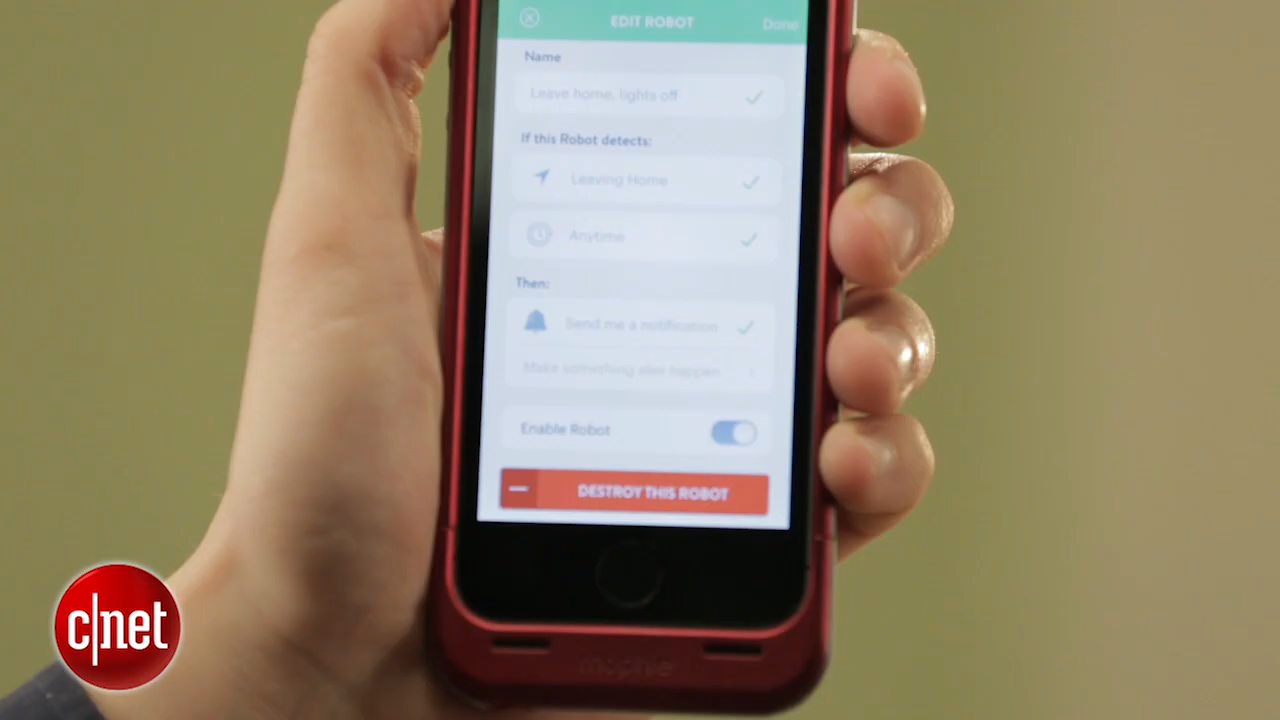 EDIT ROBOT
Done
Name
Leave home, lights off
If this Robot detects:
Leaving Home
Anytime
Then:
Send me a notification
Make something else happen
Enable Robot
DESTROY THIS ROBOT
mophie
c|net